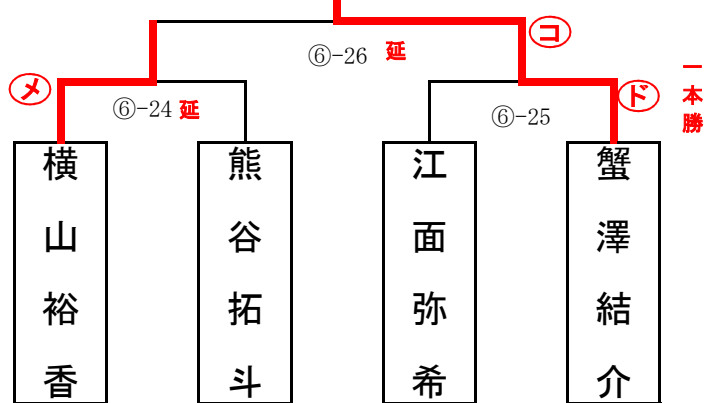 ⑥-26 延 コ
メ ⑥-24 延 ⑥-25 ド 一本勝
横山裕香
熊谷拓斗
江面弥希
蟹澤結介